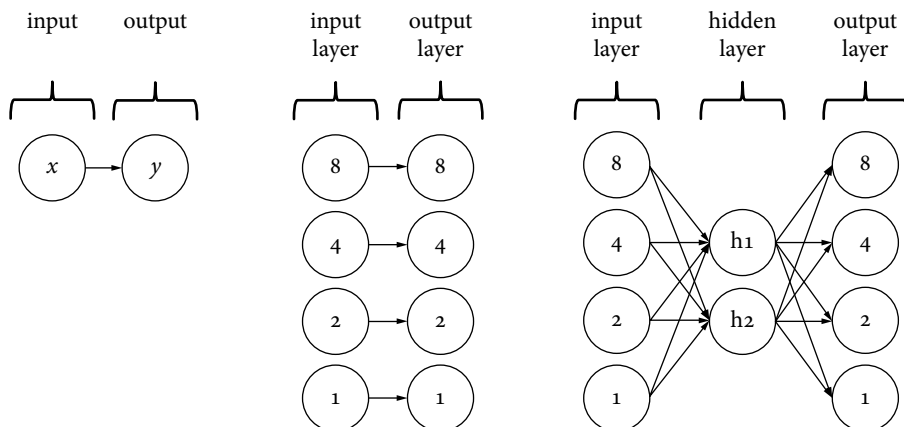 input
output
input
layer
output
layer
input
layer
hidden
layer
output
layer
x
y
8
8
4
4
2
2
1
1
8
8
4
h1
4
2
h2
2
1
1